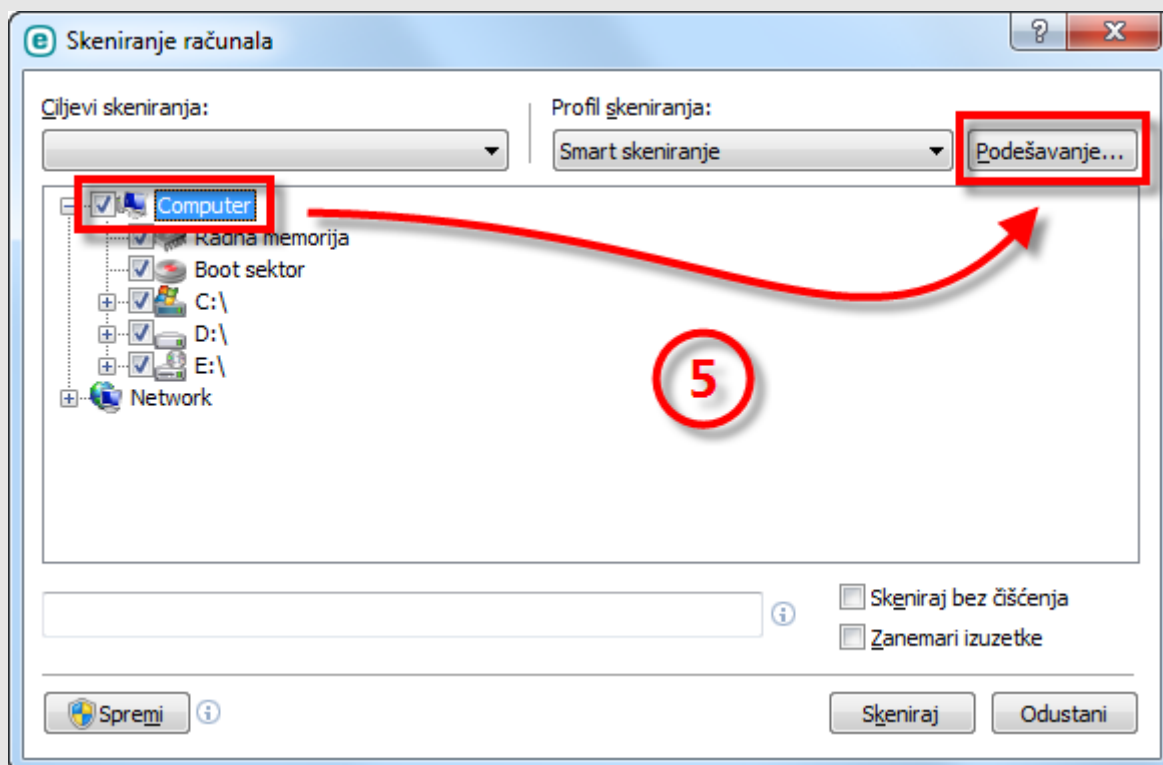 e Skeniranje računala
Ciljevi skeniranja:
Profil skeniranja:
Smart skeniranje
Podešavanje...
Computer
Radna memorija
Boot sektor
C:\
D:\
E:\
Network
5
Skeniraj bez čišćenja
Zanemari izuzetke
Spremi
Skeniraj
Odustani